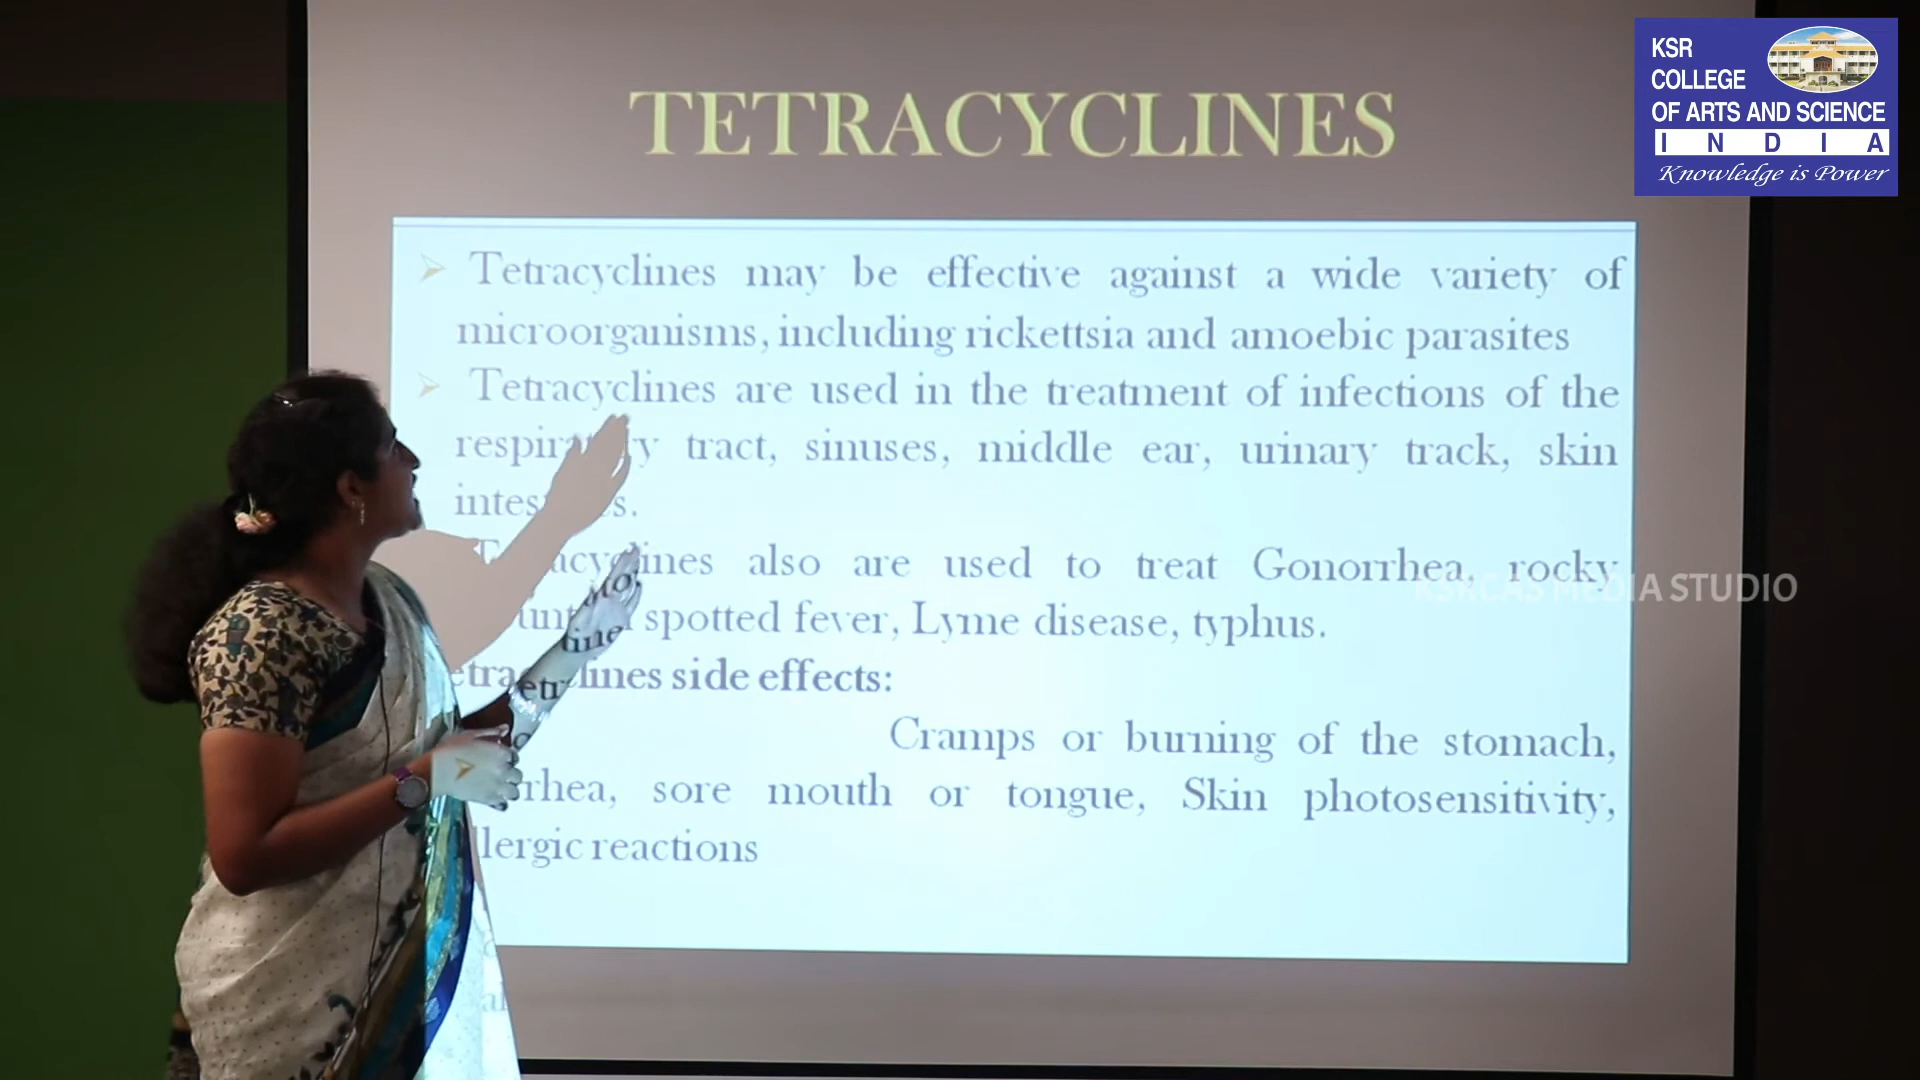 TETRACYCLINES
KSR
COLLEGE
OF ARTS AND SCIENCE
INDIA
Knowledge is Power
Tetracyclines may be effective against a wide variety of
microorganisms, including rickettsia and amoebic parasites
Tetracyclines are used in the treatment of infections of the
tract, sinuses, middle ear, urinary track, skin
also are used to treat Gonorrhea, rocky
spotted fever, Lyme disease, typhus.
side effects:
Cramps or burning of the stomach,
sore mouth or tongue, Skin photosensitivity,
reactions
MEDIA STUDIO